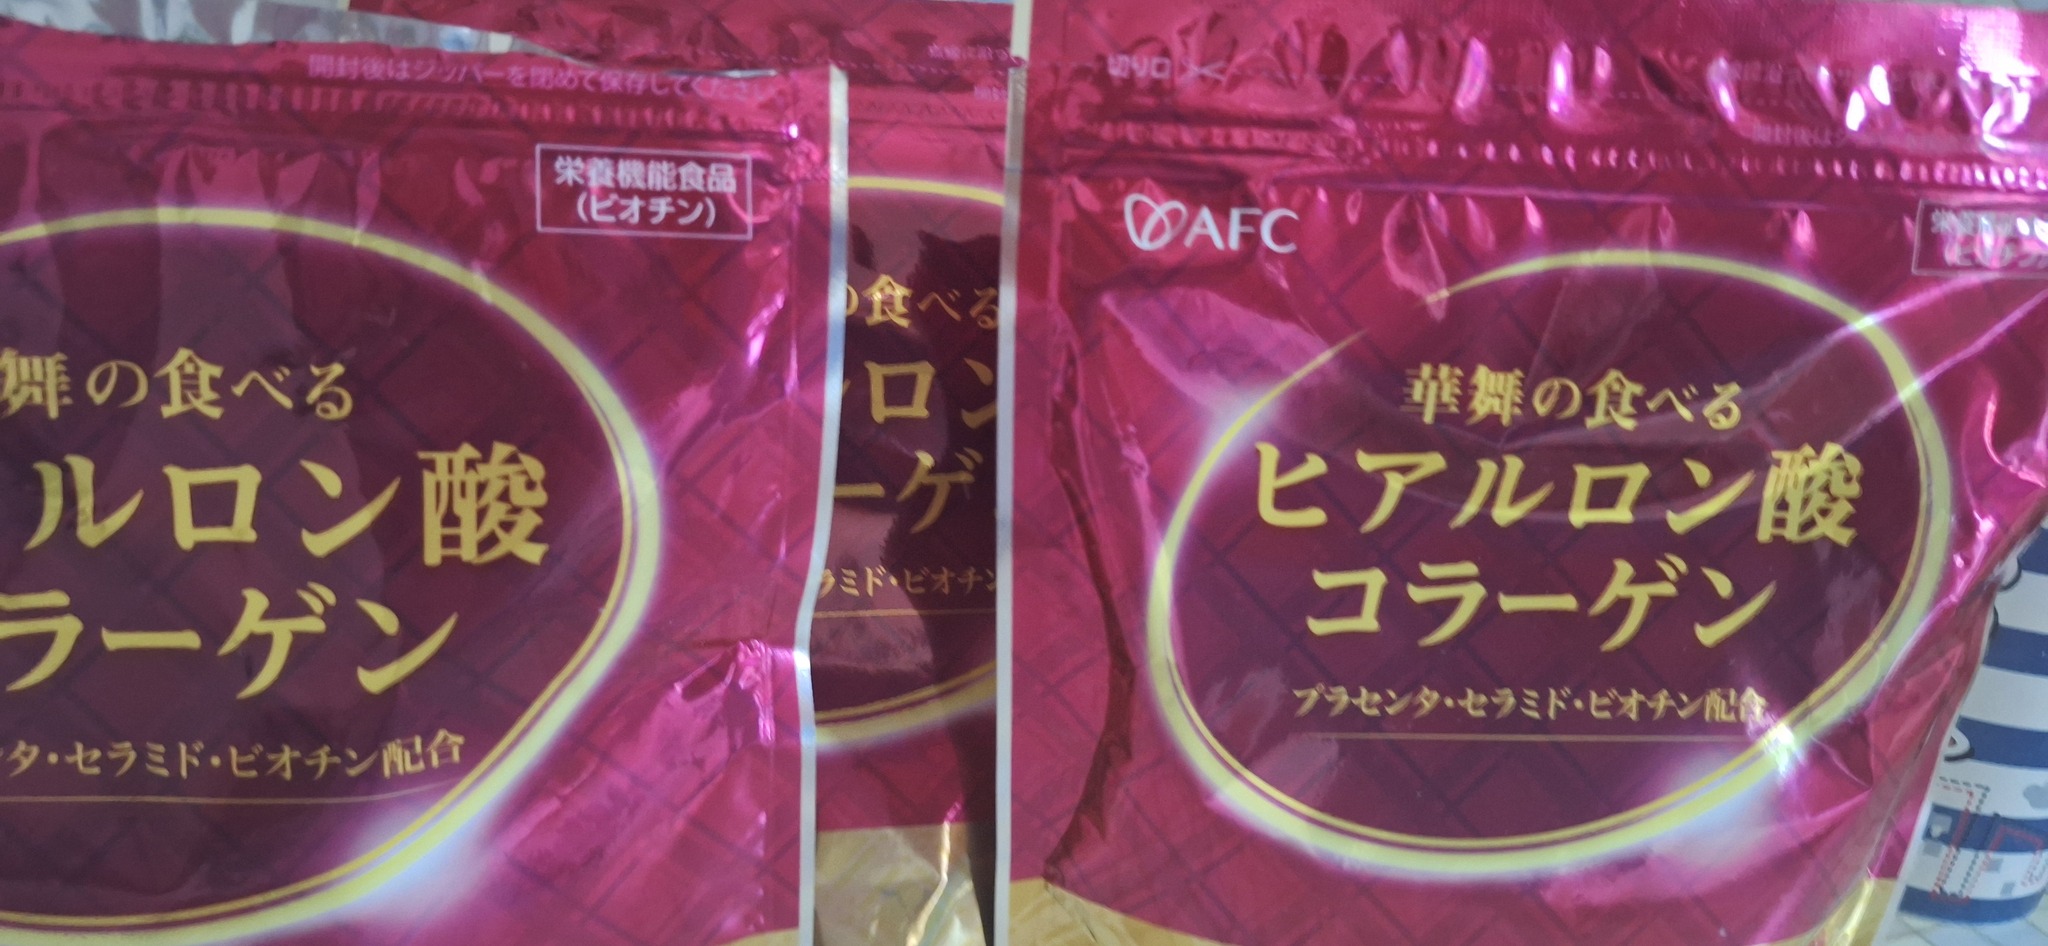 開封後はジッパーを閉めて保存してください
栄養機能食品
(ビオチン)
舞の食べる
ルロン酸
ラーゲン
ンタ・セラミド・ビオチン配合
の食べる
ロン
ーゲ
ラミド・ビオチン
切り口
AFC
華舞の食べる
ヒアルロン酸
コラーゲン
プラセンタ・セラミド・ビオチン配合